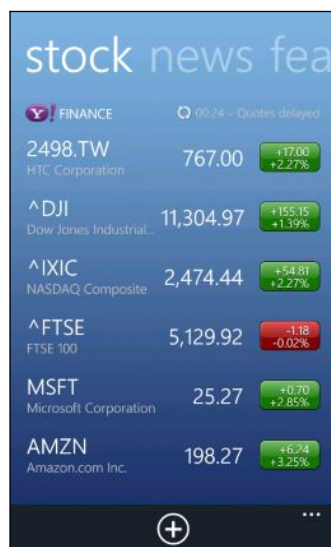 stock news fea
Y! FINANCE 00:24 – Quotes delayed
2498.TW 767.00 +17.00
HTC Corporation +2.27%
^DJI 11,304.97 +155.15
Dow Jones Industrial... +1.39%
^IXIC 2,474.44 +54.81
NASDAQ Composite +2.27%
^FTSE 5,129.92 -1.18
FTSE 100 -0.02%
MSFT 25.27 +0.70
Microsoft Corporation +2.85%
AMZN 198.27 +6.24
Amazon.com Inc. +3.25%